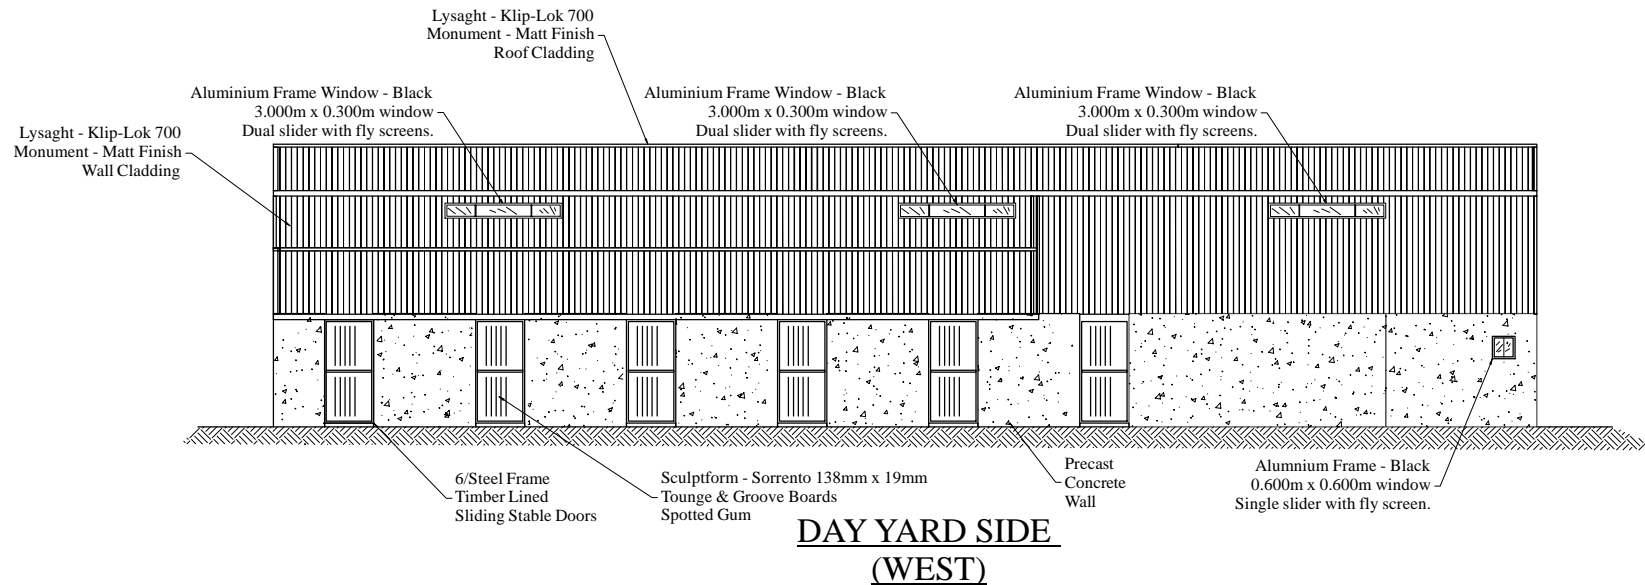 Lysaght - Klip-Lok 700
Monument - Matt Finish
Roof Cladding
Aluminium Frame Window - Black
3.000m x 0.300m window
Dual slider with fly screens.
Aluminium Frame Window - Black
3.000m x 0.300m window
Dual slider with fly screens.
Aluminium Frame Window - Black
3.000m x 0.300m window
Dual slider with fly screens.
Lysaght - Klip-Lok 700
Monument - Matt Finish
Wall Cladding
6/Steel Frame
Timber Lined
Sliding Stable Doors
Sculptform - Sorrento 138mm x 19mm
Tounge & Groove Boards
Spotted Gum
Precast
Concrete
Wall
Alumnium Frame - Black
0.600m x 0.600m window
Single slider with fly screen.
DAY YARD SIDE
(WEST)